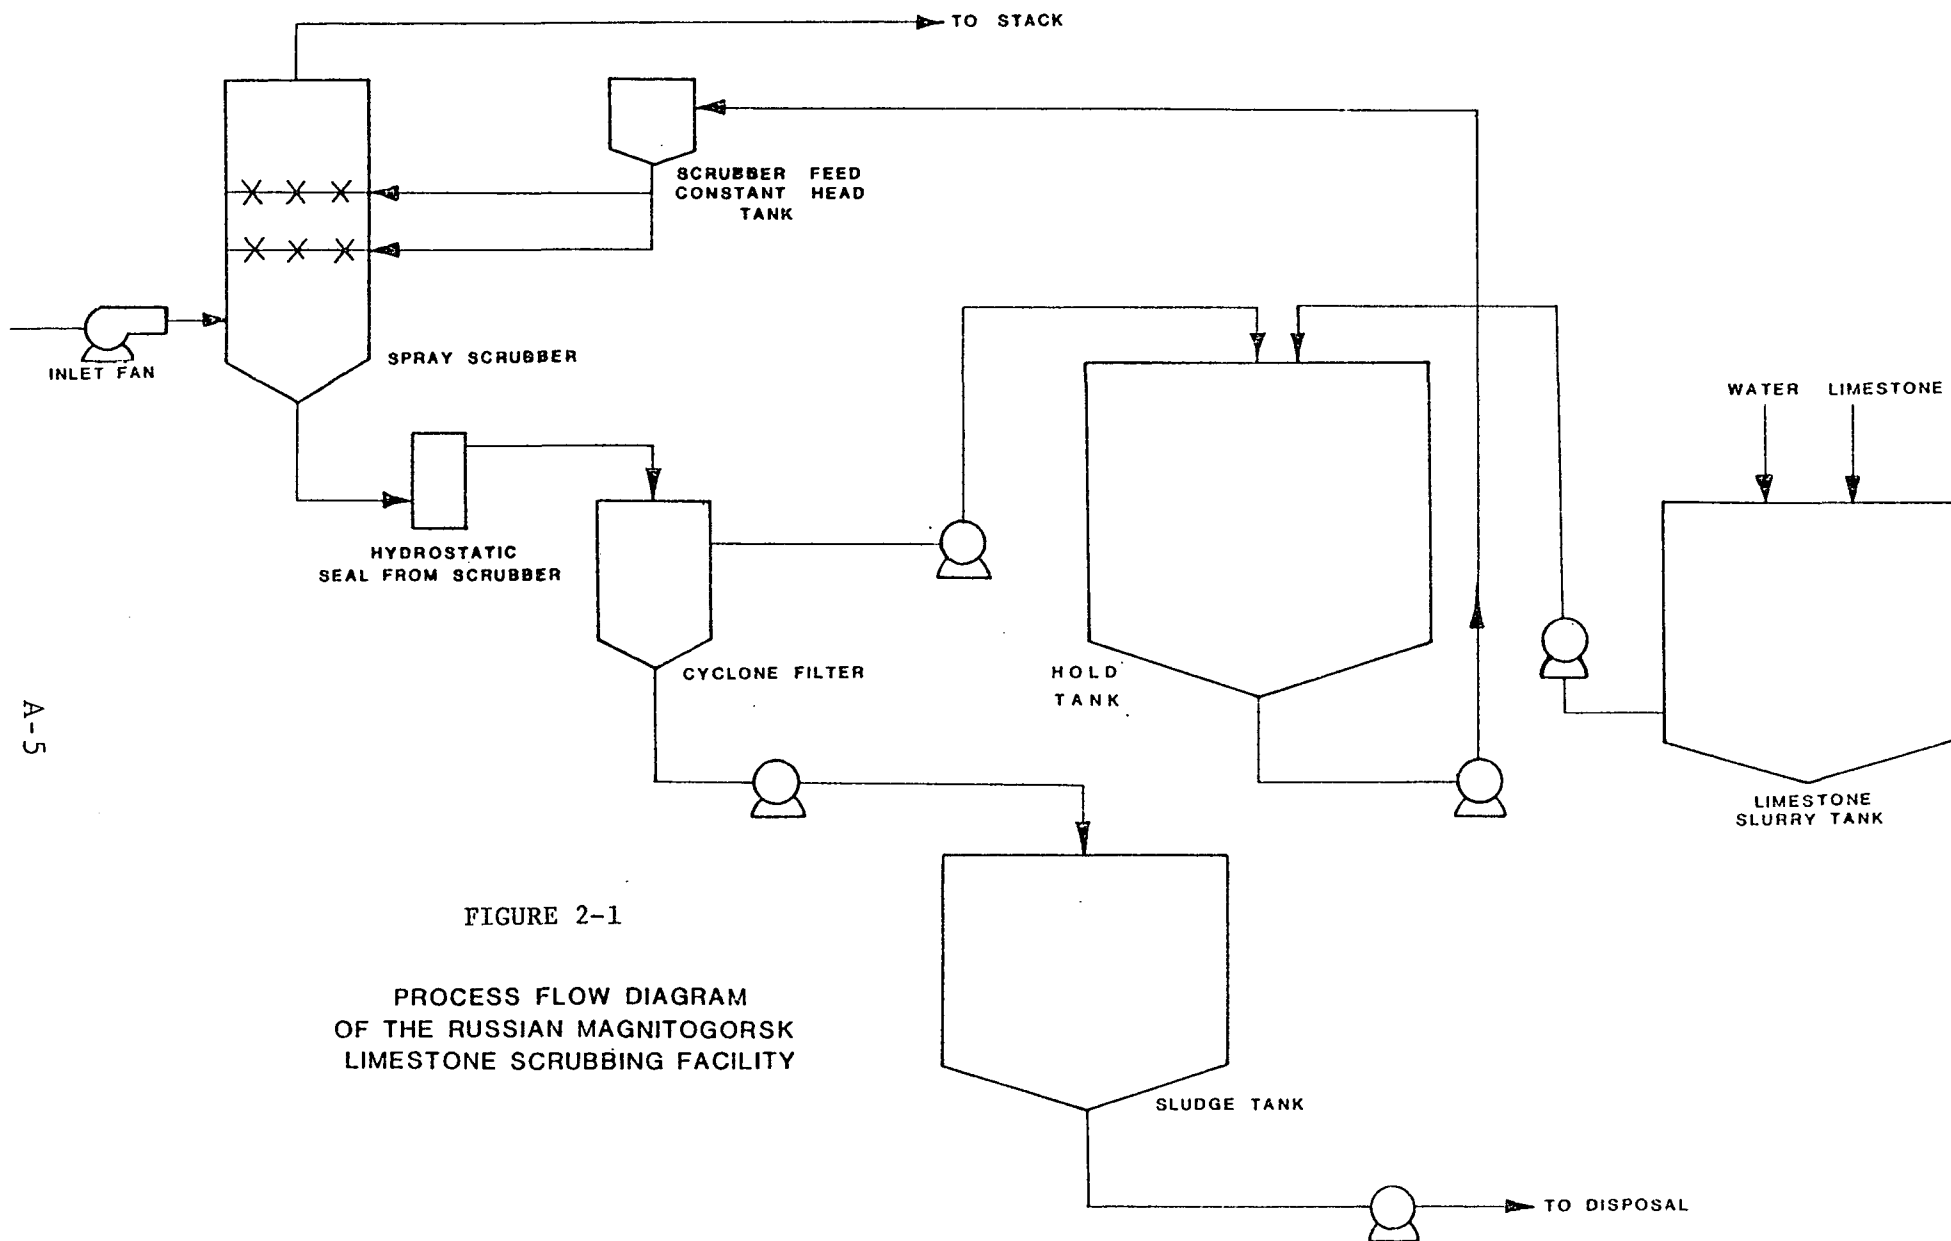 TO STACK
SCRUBBER FEED
CONSTANT HEAD
TANK
SPRAY SCRUBBER
INLET FAN
WATER LIMESTONE
HYDROSTATIC
SEAL FROM SCRUBBER
CYCLONE FILTER
HOLD
TANK
A-5
LIMESTONE
SLURRY TANK
FIGURE 2-1
PROCESS FLOW DIAGRAM
OF THE RUSSIAN MAGNITOGORSK
LIMESTONE SCRUBBING FACILITY
SLUDGE TANK
TO DISPOSAL